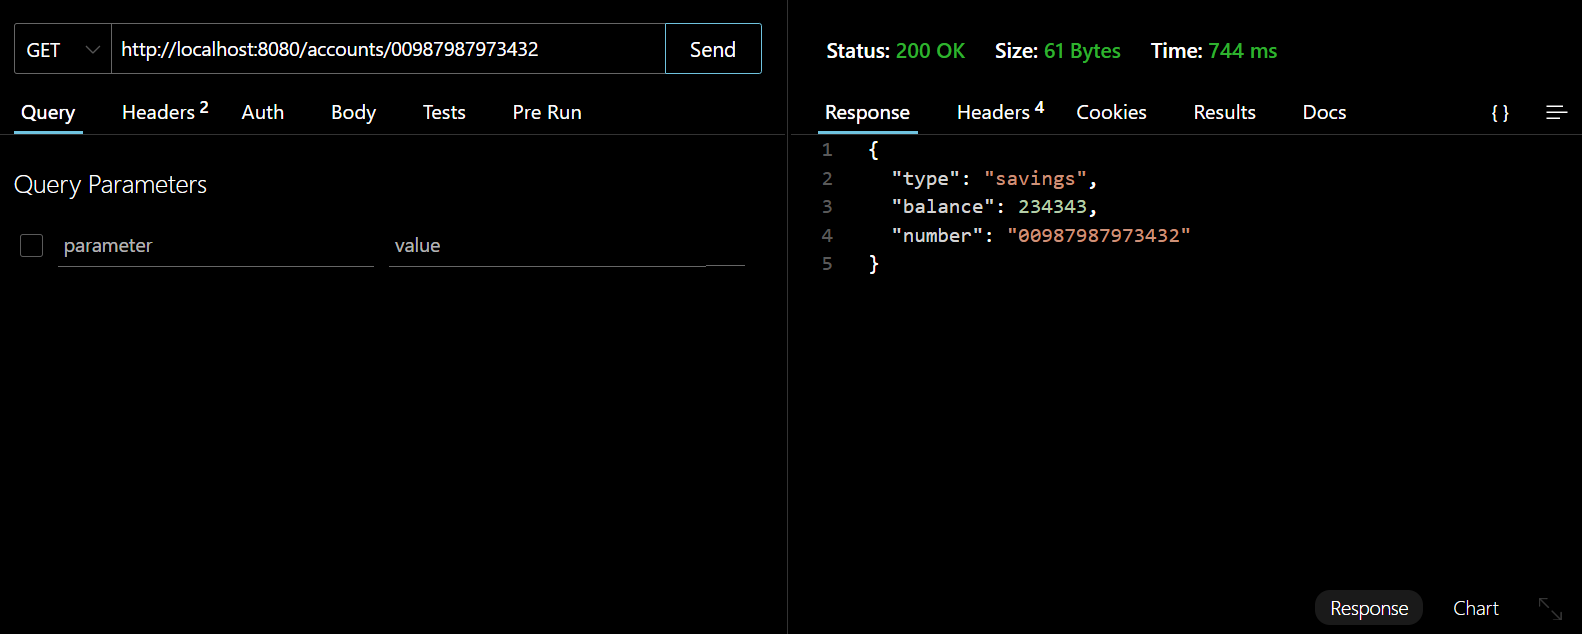 GET http://localhost:8080/accounts/00987987973432 Send
Query Headers 2 Auth Body Tests Pre Run
Query Parameters
parameter value
Status: 200 OK Size: 61 Bytes Time: 744 ms
Response Headers 4 Cookies Results Docs { }
1 {
2 "type": "savings",
3 "balance": 234343,
4 "number": "00987987973432"
5 }
Response Chart